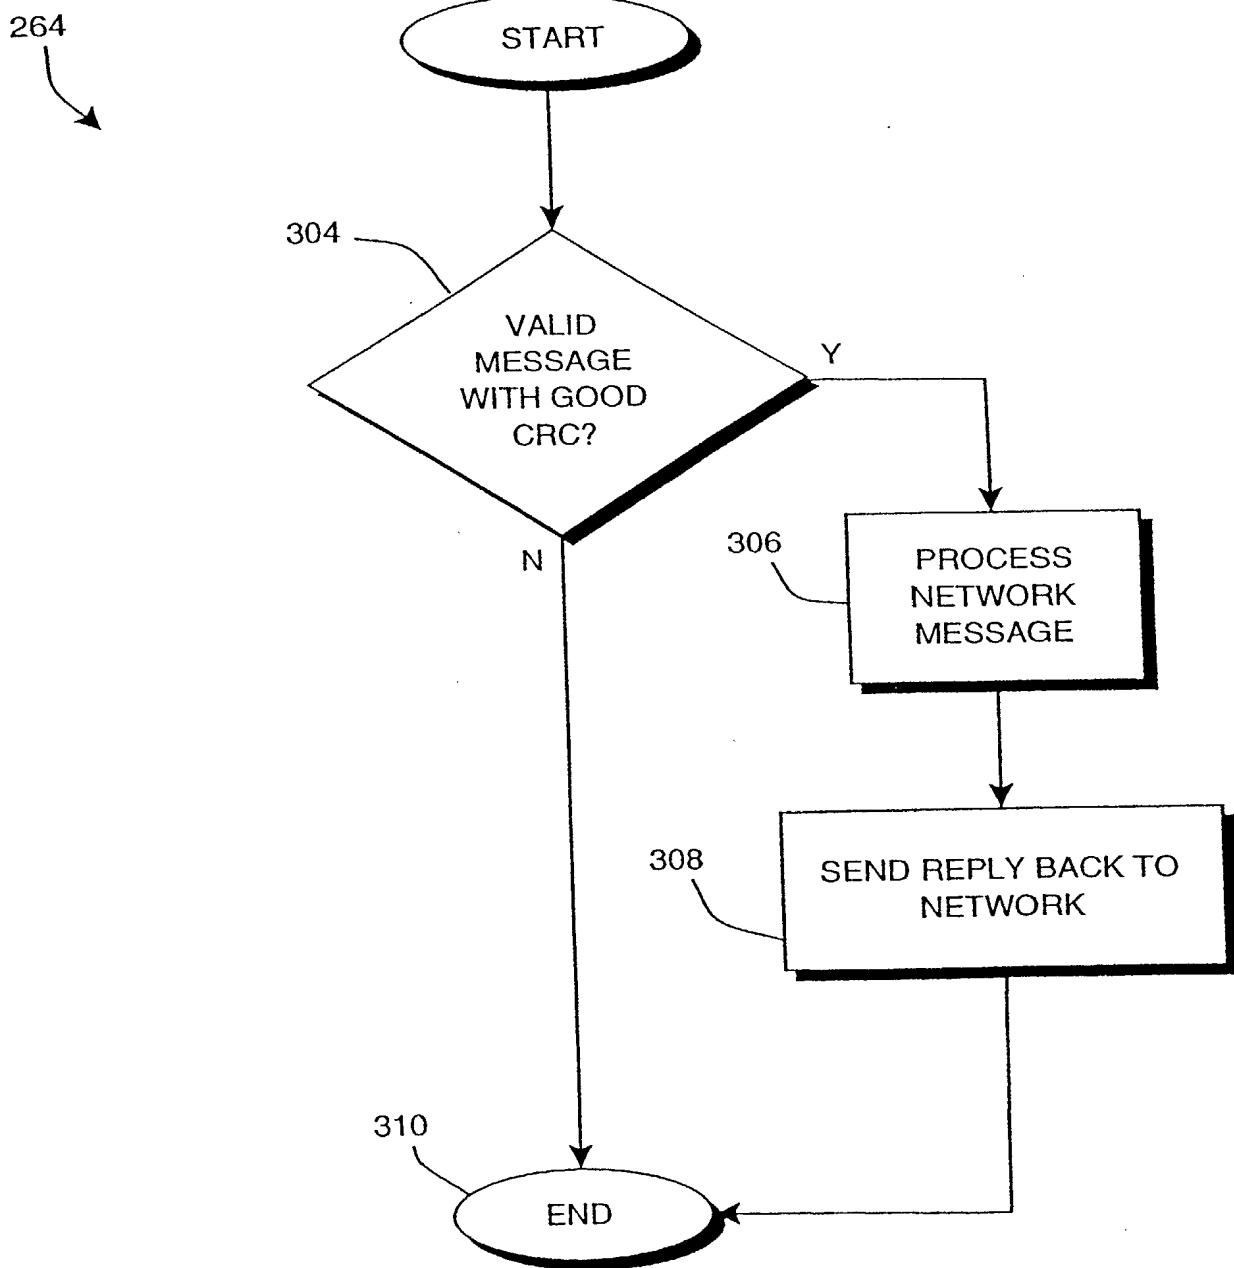 264
START
304
VALID
MESSAGE
WITH GOOD
CRC?
Y
N
306
PROCESS
NETWORK
MESSAGE
308
SEND REPLY BACK TO
NETWORK
310
END